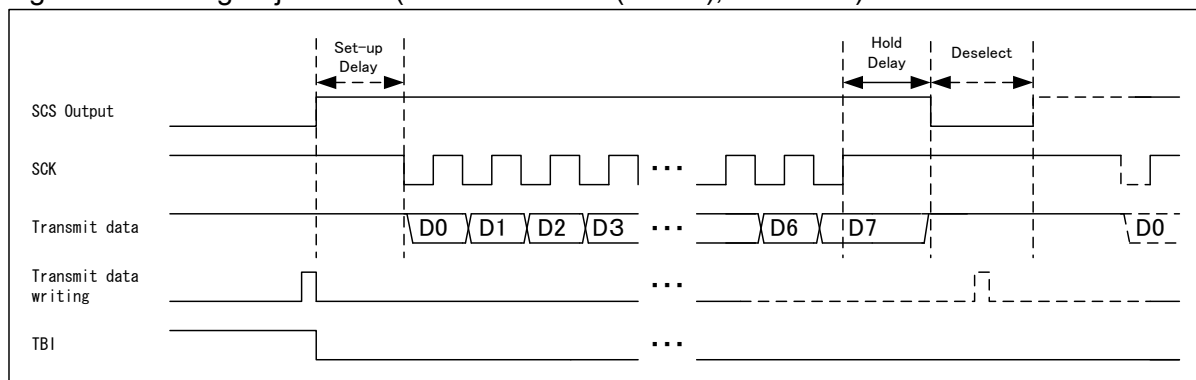 Set-up
Delay
Hold
Delay
Deselect
SCS Output
SCK
Transmit data
D0 D1 D2 D3 ... D6 D7 D0
Transmit data
writing
TBI